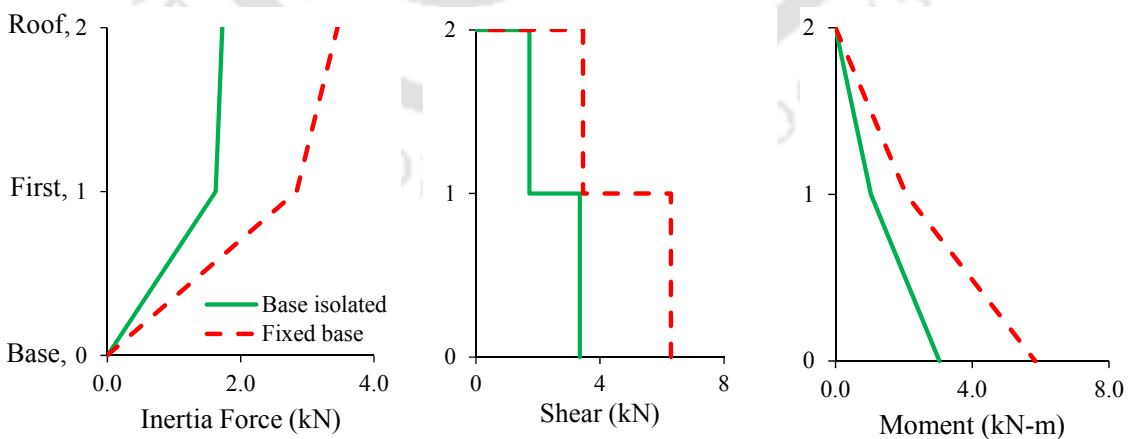 Roof, 2
First, 1
Base, 0
0.0 2.0 4.0
Inertia Force (kN)
Base isolated
Fixed base
2
1
0
0 4 8
Shear (kN)
2
1
0
0.0 4.0 8.0
Moment (kN-m)